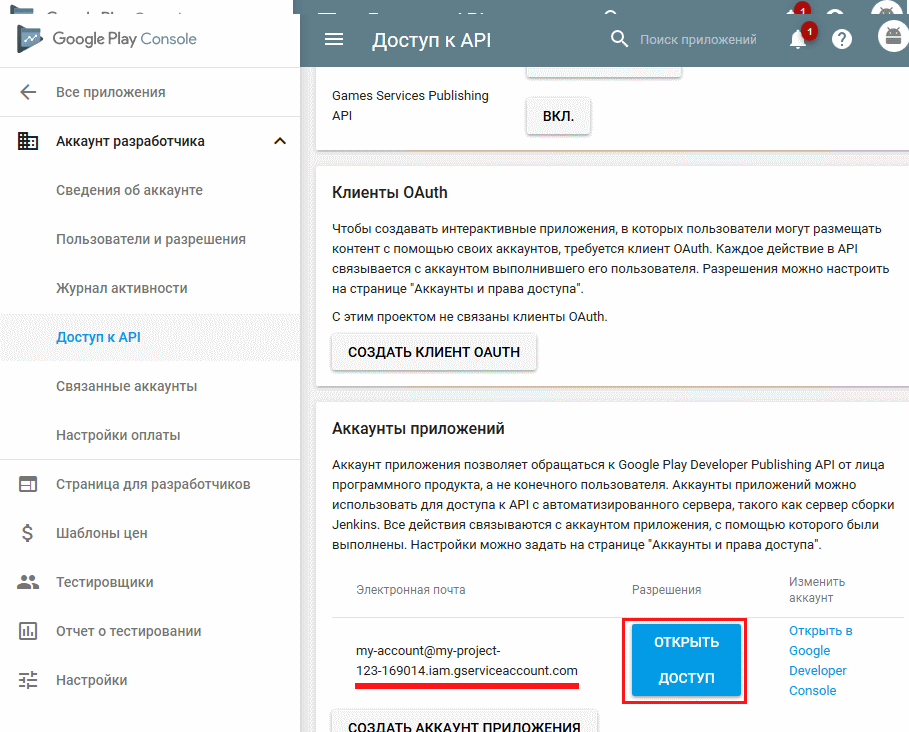 Google Play Console
Все приложения
Аккаунт разработчика
Сведения об аккаунте
Пользователи и разрешения
Журнал активности
Доступ к API
Связанные аккаунты
Настройки оплаты
Страница для разработчиков
Шаблоны цен
Тестировщики
Отчет о тестировании
Настройки
1
Доступ к API
Поиск приложений
1
?
Games Services Publishing
API
ВКЛ.
Клиенты OAuth
Чтобы создавать интерактивные приложения, в которых пользователи могут размещать
контент с помощью своих аккаунтов, требуется клиент OAuth. Каждое действие в API
связывается с аккаунтом выполнившего его пользователя. Разрешения можно настроить
на странице "Аккаунты и права доступа".
С этим проектом не связаны клиенты OAuth.
СОЗДАТЬ КЛИЕНТ OAUTH
Аккаунты приложений
Аккаунт приложения позволяет обращаться к Google Play Developer Publishing API от лица
программного продукта, а не конечного пользователя. Аккаунты приложений можно
использовать для доступа к API с автоматизированного сервера, такого как сервер сборки
Jenkins. Все действия связываются с аккаунтом приложения, с помощью которого были
выполнены. Настройки можно задать на странице "Аккаунты и права доступа".
Электронная почта
Разрешения
Изменить
аккаунт
my-account@my-project-
123-169014.iam.gserviceaccount.com
ОТКРЫТЬ
ДОСТУП
Открыть в
Google
Developer
Console
СОЗДАТЬ АККАУНТ ПРИЛОЖЕНИЯ